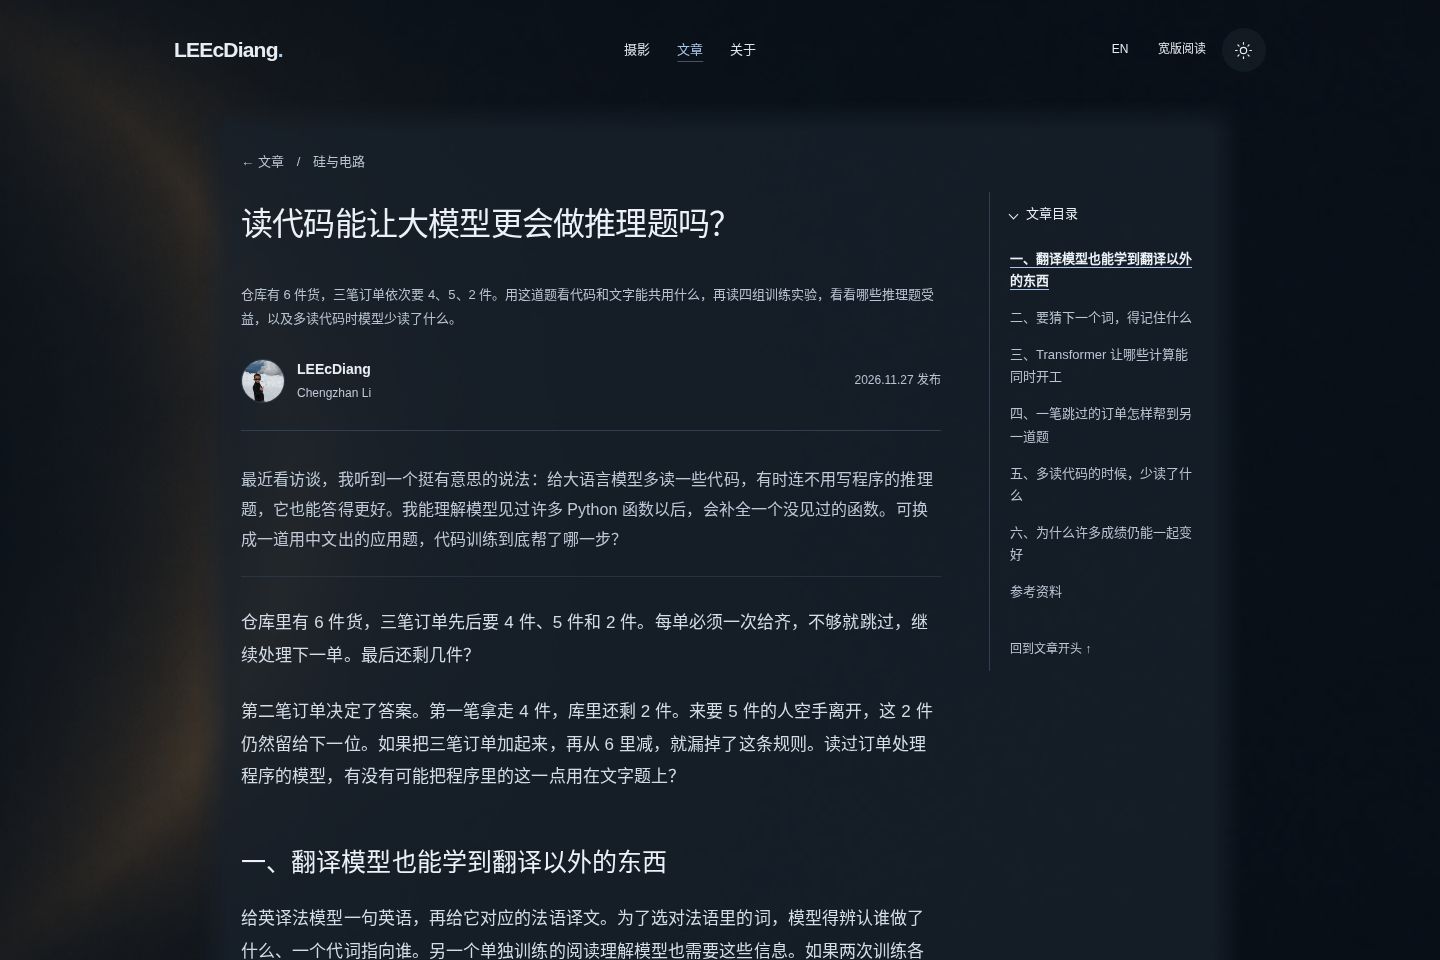 LEEcDiang.
摄影 文章 关于
EN 宽版阅读
← 文章 / 硅与电路
读代码能让大模型更会做推理题吗？
仓库有 6 件货，三笔订单依次要 4、5、2 件。用这道题看代码和文字能共用什么，再读四组训练实验，看看哪些推理题受
益，以及多读代码时模型少读了什么。
LEEcDiang
Chengzhan Li
2026.11.27 发布
最近看访谈，我听到一个挺有意思的说法：给大语言模型多读一些代码，有时连不用写程序的推理
题，它也能答得更好。我能理解模型见过许多 Python 函数以后，会补全一个没见过的函数。可换
成一道用中文出的应用题，代码训练到底帮了哪一步？
仓库里有 6 件货，三笔订单先后要 4 件、5 件和 2 件。每单必须一次给齐，不够就跳过，继
续处理下一单。最后还剩几件？
第二笔订单决定了答案。第一笔拿走 4 件，库里还剩 2 件。来要 5 件的人空手离开，这 2 件
仍然留给下一位。如果把三笔订单加起来，再从 6 里减，就漏掉了这条规则。读过订单处理
程序的模型，有没有可能把程序里的这一点用在文字题上？
一、翻译模型也能学到翻译以外的东西
给英译法模型一句英语，再给它对应的法语译文。为了选对法语里的词，模型得辨认谁做了
什么、一个代词指向谁。另一个单独训练的阅读理解模型也需要这些信息。如果两次训练各
文章目录
一、翻译模型也能学到翻译以外
的东西
二、要猜下一个词，得记住什么
三、Transformer 让哪些计算能
同时开工
四、一笔跳过的订单怎样帮到另
一道题
五、多读代码的时候，少读了什
么
六、为什么许多成绩仍能一起变
好
参考资料
回到文章开头 ↑